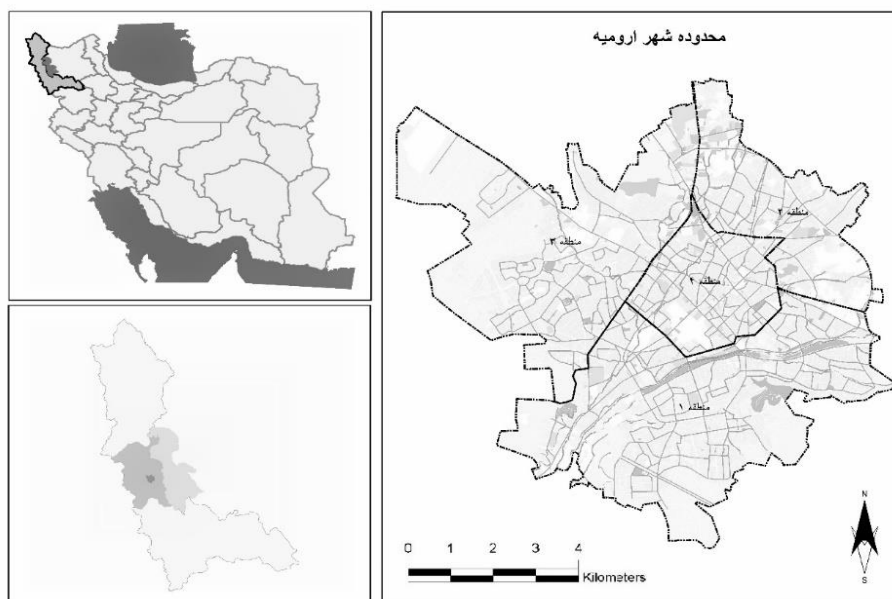 محدوده شهر ارومیه
منطقه ۲
منطقه ۳
منطقه ۴
منطقه ۱
N
0 1 2 3 4
Kilometers
S